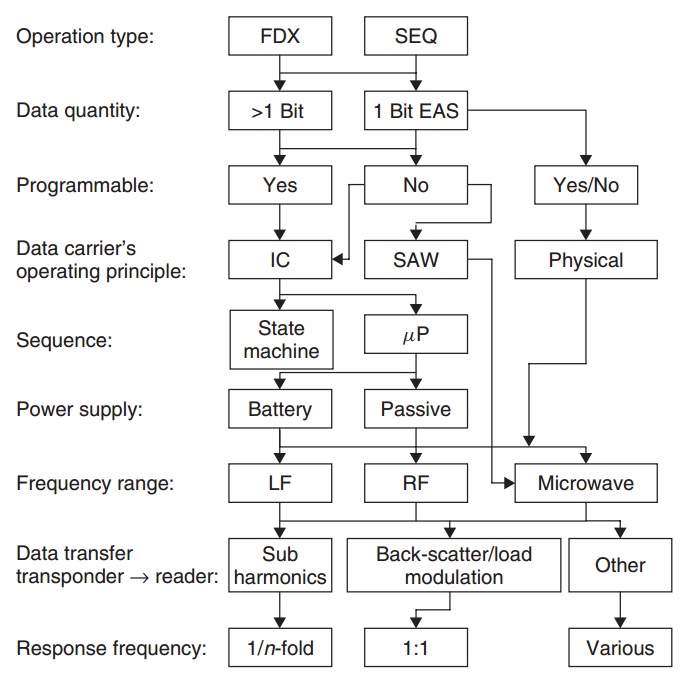 Operation type: FDX SEQ
Data quantity: >1 Bit 1 Bit EAS
Programmable: Yes No Yes/No
Data carrier's
operating principle: IC SAW Physical
Sequence: State
machine μP
Power supply: Battery Passive
Frequency range: LF RF Microwave
Data transfer
transponder → reader: Sub
harmonics Back-scatter/load
modulation Other
Response frequency: 1/n-fold 1:1 Various